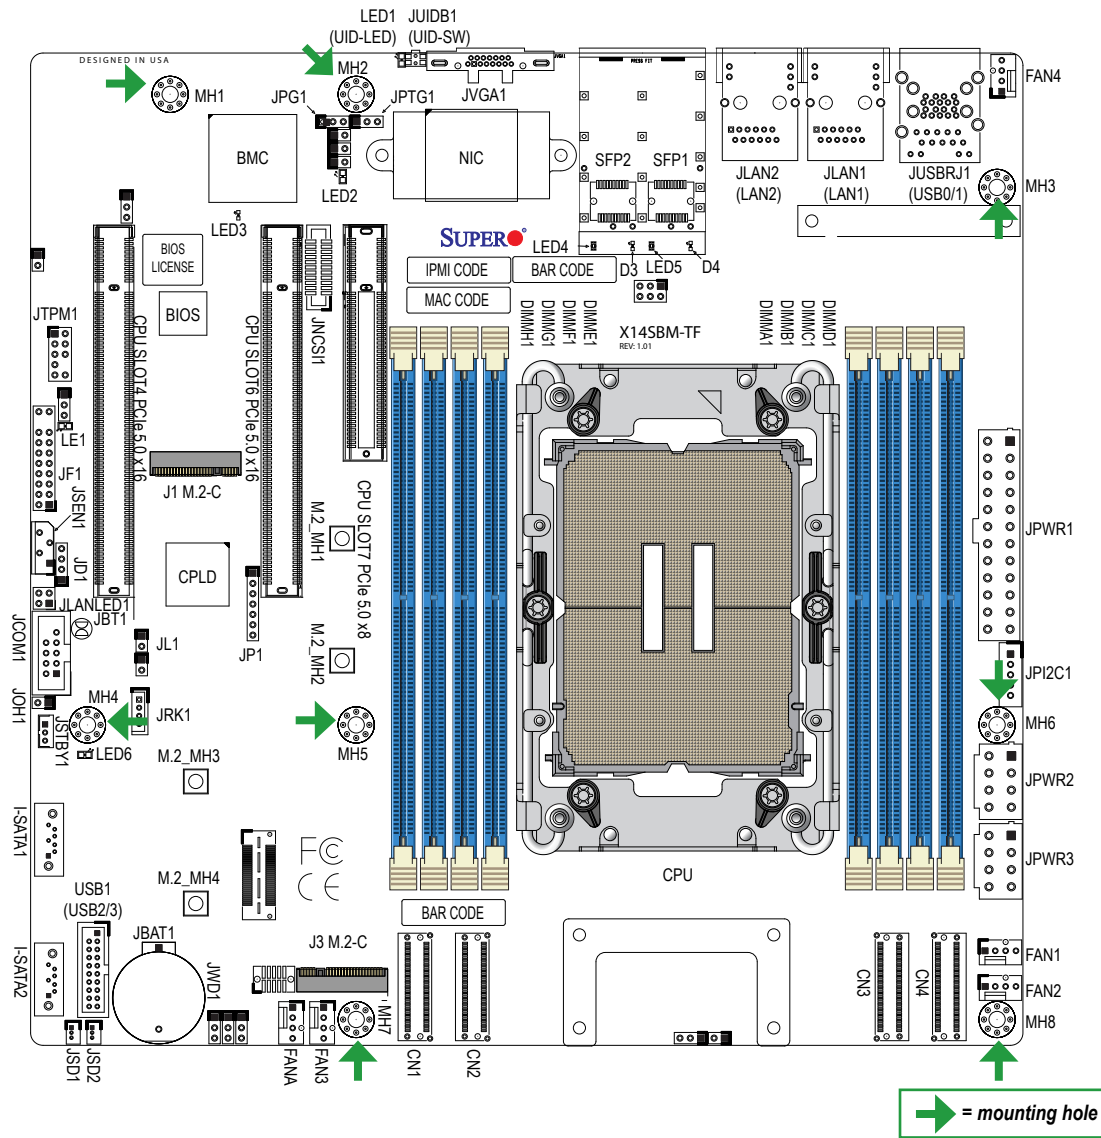 LED1
(UID-LED)
JUIDB1
(UID-SW)
DESIGNED IN USA
MH1
MH2
JPG1
JPTG1
JVGA1
PRESS FIT
FAN4
BMC
NIC
SFP2
SFP1
JLAN2
(LAN2)
JLAN1
(LAN1)
JUSBRJ1
(USB0/1)
MH3
LED2
LED3
SUPER
LED4
D3
LED5
D4
BIOS
LICENSE
IPMI CODE
BAR CODE
MAC CODE
BIOS
JTPM1
CPU SLOT4 PCIe 5.0 x16
CPU SLOT6 PCIe 5.0 x16
JNCSI1
DIMMH1
DIMMG1
DIMMF1
DIMME1
X14SBM-TF
REV: 1.01
DIMMA1
DIMMB1
DIMMC1
DIMMD1
LE1
JF1
J1 M.2-C
JSEN1
CPU SLOT7 PCIe 5.0 x8
M.2_MH1
JPWR1
JD1
CPLD
JLANLED1
JBT1
JCOM1
JL1
JP1
M.2_MH2
JPI2C1
JOH1
MH4
JRK1
MH5
MH6
JSTBY1
LED6
M.2_MH3
JPWR2
I-SATA1
FC
CE
JPWR3
M.2_MH4
CPU
USB1
(USB2/3)
BAR CODE
JBAT1
J3 M.2-C
I-SATA2
JWD1
CN3
CN4
FAN1
FAN2
MH7
MH8
JSD1
JSD2
FANA
FAN3
CN1
CN2
= mounting hole